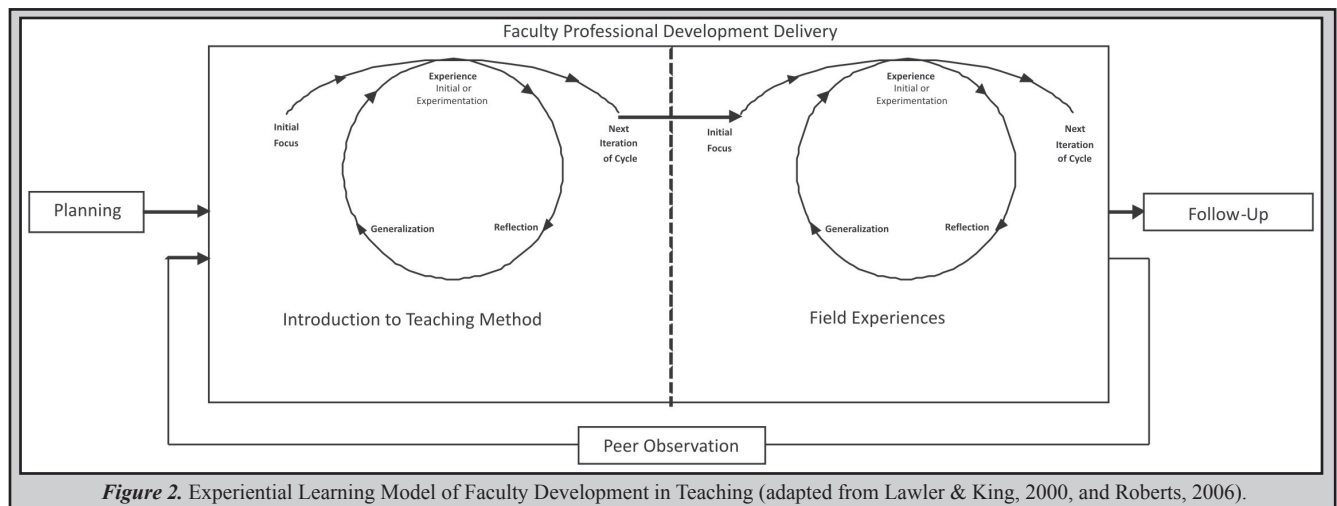 Faculty Professional Development Delivery
Experience
Initial or
Experimentation
Initial
Focus
Next
Iteration
of Cycle
Generalization
Reflection
Introduction to Teaching Method
Experience
Initial or
Experimentation
Initial
Focus
Next
Iteration
of Cycle
Generalization
Reflection
Field Experiences
Planning
Follow-Up
Peer Observation
Figure 2. Experiential Learning Model of Faculty Development in Teaching (adapted from Lawler & King, 2000, and Roberts, 2006).